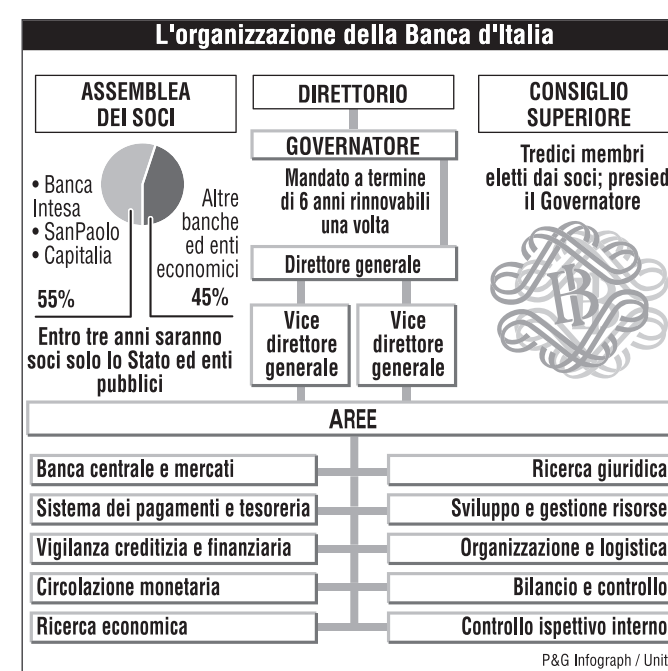 L'organizzazione della Banca d'Italia
ASSEMBLEA
DEI SOCI
• Banca
Intesa
• SanPaolo
• Capitalia
55%
Altre
banche
ed enti
economici
45%
Entro tre anni saranno
soci solo lo Stato ed enti
pubblici
DIRETTORIO
GOVERNATORE
Mandato a termine
di 6 anni rinnovabili
una volta
Direttore generale
Vice
direttore
generale
Vice
direttore
generale
CONSIGLIO
SUPERIORE
Tredici membri
eletti dai soci; presied
il Governatore
BI
AREE
Banca centrale e mercati
Sistema dei pagamenti e tesoreria
Vigilanza creditizia e finanziaria
Circolazione monetaria
Ricerca economica
Ricerca giuridica
Sviluppo e gestione risorse
Organizzazione e logistica
Bilancio e controllo
Controllo ispettivo interno
P&G Infograph / Unit